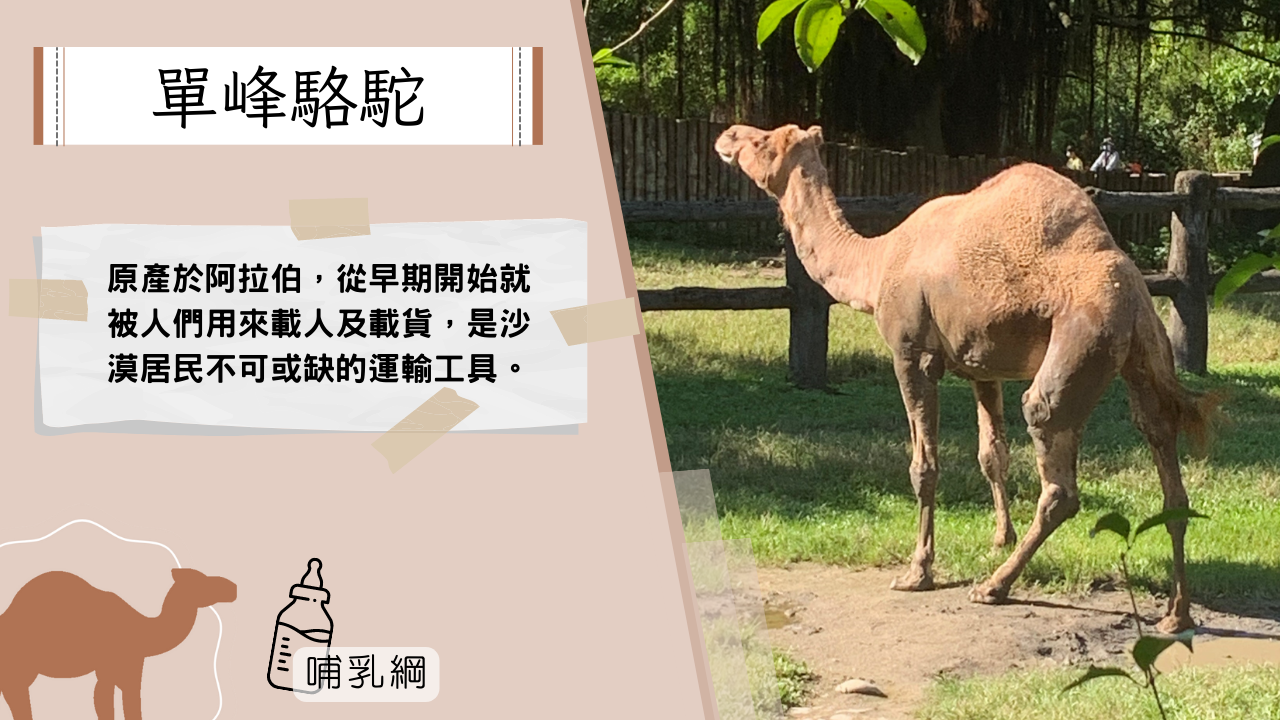 單峰駱駝
原產於阿拉伯，從早期開始就
被人們用來載人及載貨，是沙
漠居民不可或缺的運輸工具。
哺乳綱